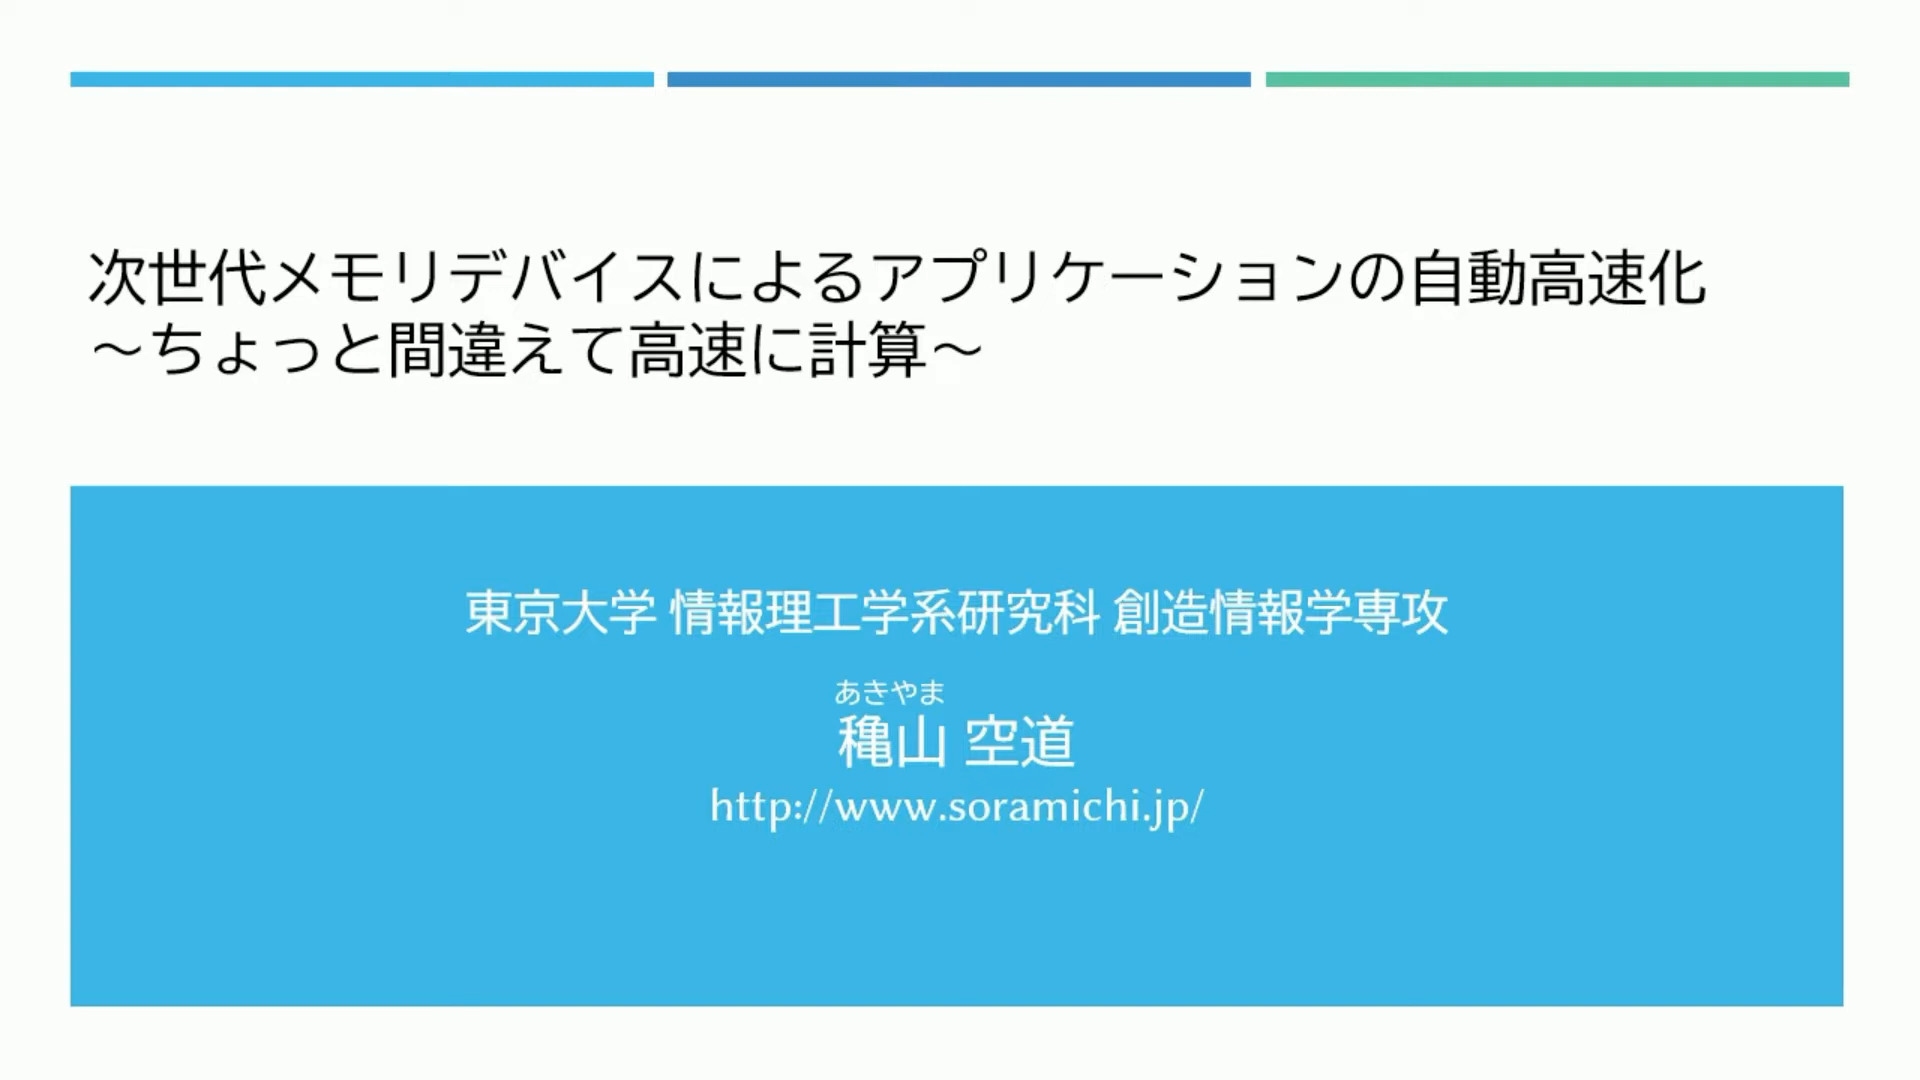 次世代メモリデバイスによるアプリケーションの自動高速化
～ちょっと間違えて高速に計算～
東京大学 情報理工学系研究科 創造情報学専攻
あきやま
穐山 空道
http://www.soramichi.jp/